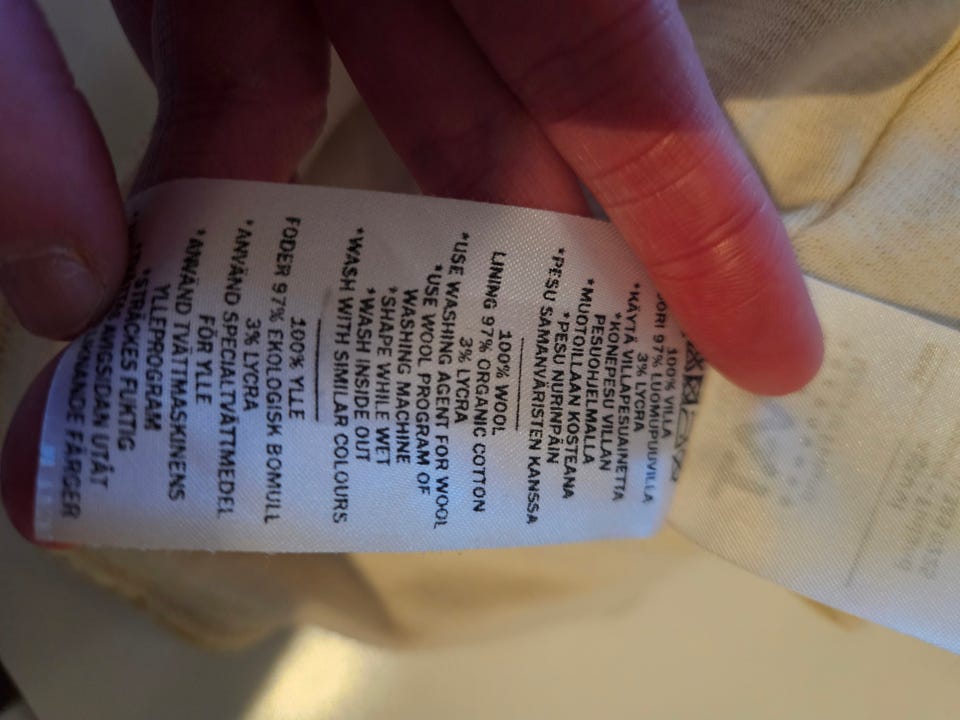 100% VILLA
97% LUOMUPUUVILLA
3% LYCRA
*KÄYTÄ VILLAPESUAINETTA
*KONEPESU VILLAN
PESUOHJELMALLA
*MUOTOILLAAN KOSTEANA
*PESU NURINPÄIN
*PESU SAMANVÄRISTEN KANSSA
100% WOOL
LINING 97% ORGANIC COTTON
3% LYCRA
*USE WASHING AGENT FOR WOOL
*USE WOOL PROGRAM OF
WASHING MACHINE
*SHAPE WHILE WET
*WASH INSIDE OUT
*WASH WITH SIMILAR COLOURS
100% YLLE
FODER 97% EKOLOGISK BOMULL
3% LYCRA
*ANVÄND SPECIALTVÄTTMEDEL
FÖR YLLE
*ANVÄND TVÄTTMASKINENS
YLLEPROGRAM
*STRÄCKES FUKTIG
AVIGSIDAN UTÅT
FÄRGER